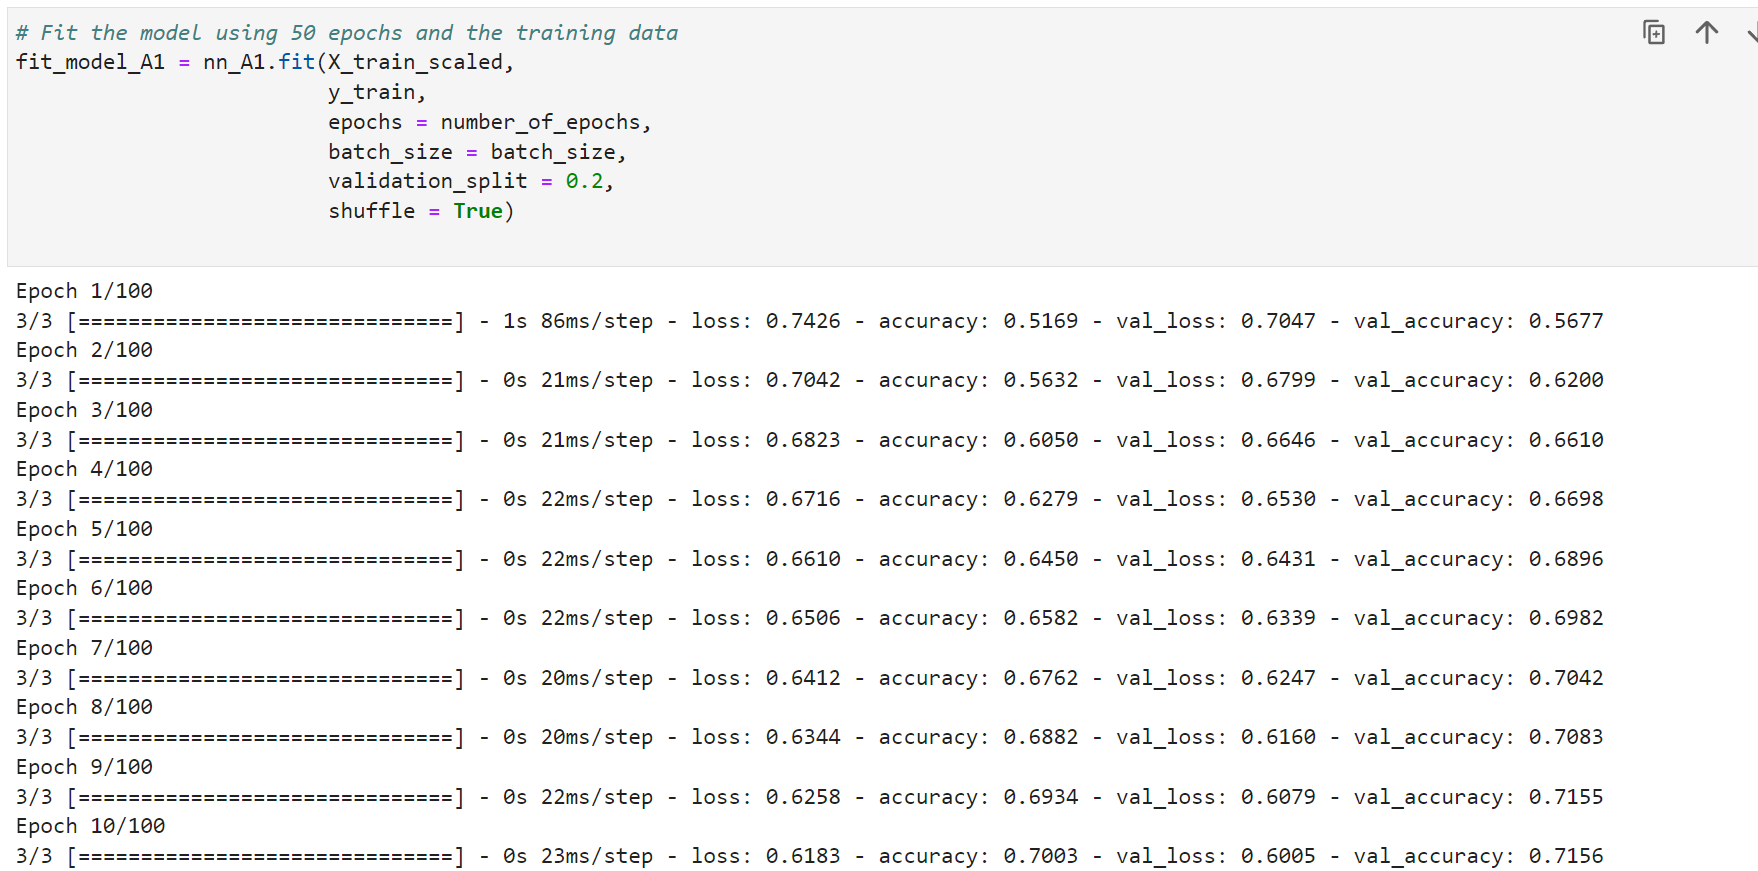 # Fit the model using 50 epochs and the training data
fit_model_A1 = nn_A1.fit(X_train_scaled,
y_train,
epochs = number_of_epochs,
batch_size = batch_size,
validation_split = 0.2,
shuffle = True)
Epoch 1/100
3/3 [==============================] - 1s 86ms/step - loss: 0.7426 - accuracy: 0.5169 - val_loss: 0.7047 - val_accuracy: 0.5677
Epoch 2/100
3/3 [==============================] - 0s 21ms/step - loss: 0.7042 - accuracy: 0.5632 - val_loss: 0.6799 - val_accuracy: 0.6200
Epoch 3/100
3/3 [==============================] - 0s 21ms/step - loss: 0.6823 - accuracy: 0.6050 - val_loss: 0.6646 - val_accuracy: 0.6610
Epoch 4/100
3/3 [==============================] - 0s 22ms/step - loss: 0.6716 - accuracy: 0.6279 - val_loss: 0.6530 - val_accuracy: 0.6698
Epoch 5/100
3/3 [==============================] - 0s 22ms/step - loss: 0.6610 - accuracy: 0.6450 - val_loss: 0.6431 - val_accuracy: 0.6896
Epoch 6/100
3/3 [==============================] - 0s 22ms/step - loss: 0.6506 - accuracy: 0.6582 - val_loss: 0.6339 - val_accuracy: 0.6982
Epoch 7/100
3/3 [==============================] - 0s 20ms/step - loss: 0.6412 - accuracy: 0.6762 - val_loss: 0.6247 - val_accuracy: 0.7042
Epoch 8/100
3/3 [==============================] - 0s 20ms/step - loss: 0.6344 - accuracy: 0.6882 - val_loss: 0.6160 - val_accuracy: 0.7083
Epoch 9/100
3/3 [==============================] - 0s 22ms/step - loss: 0.6258 - accuracy: 0.6934 - val_loss: 0.6079 - val_accuracy: 0.7155
Epoch 10/100
3/3 [==============================] - 0s 23ms/step - loss: 0.6183 - accuracy: 0.7003 - val_loss: 0.6005 - val_accuracy: 0.7156